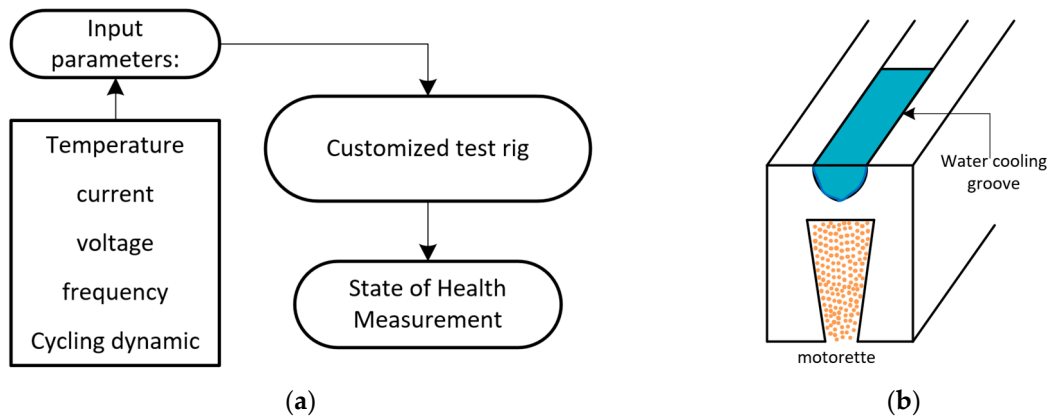 Input
parameters:
Temperature
current
voltage
frequency
Cycling dynamic
Customized test rig
State of Health
Measurement
(a)
Water cooling
groove
motorette
(b)